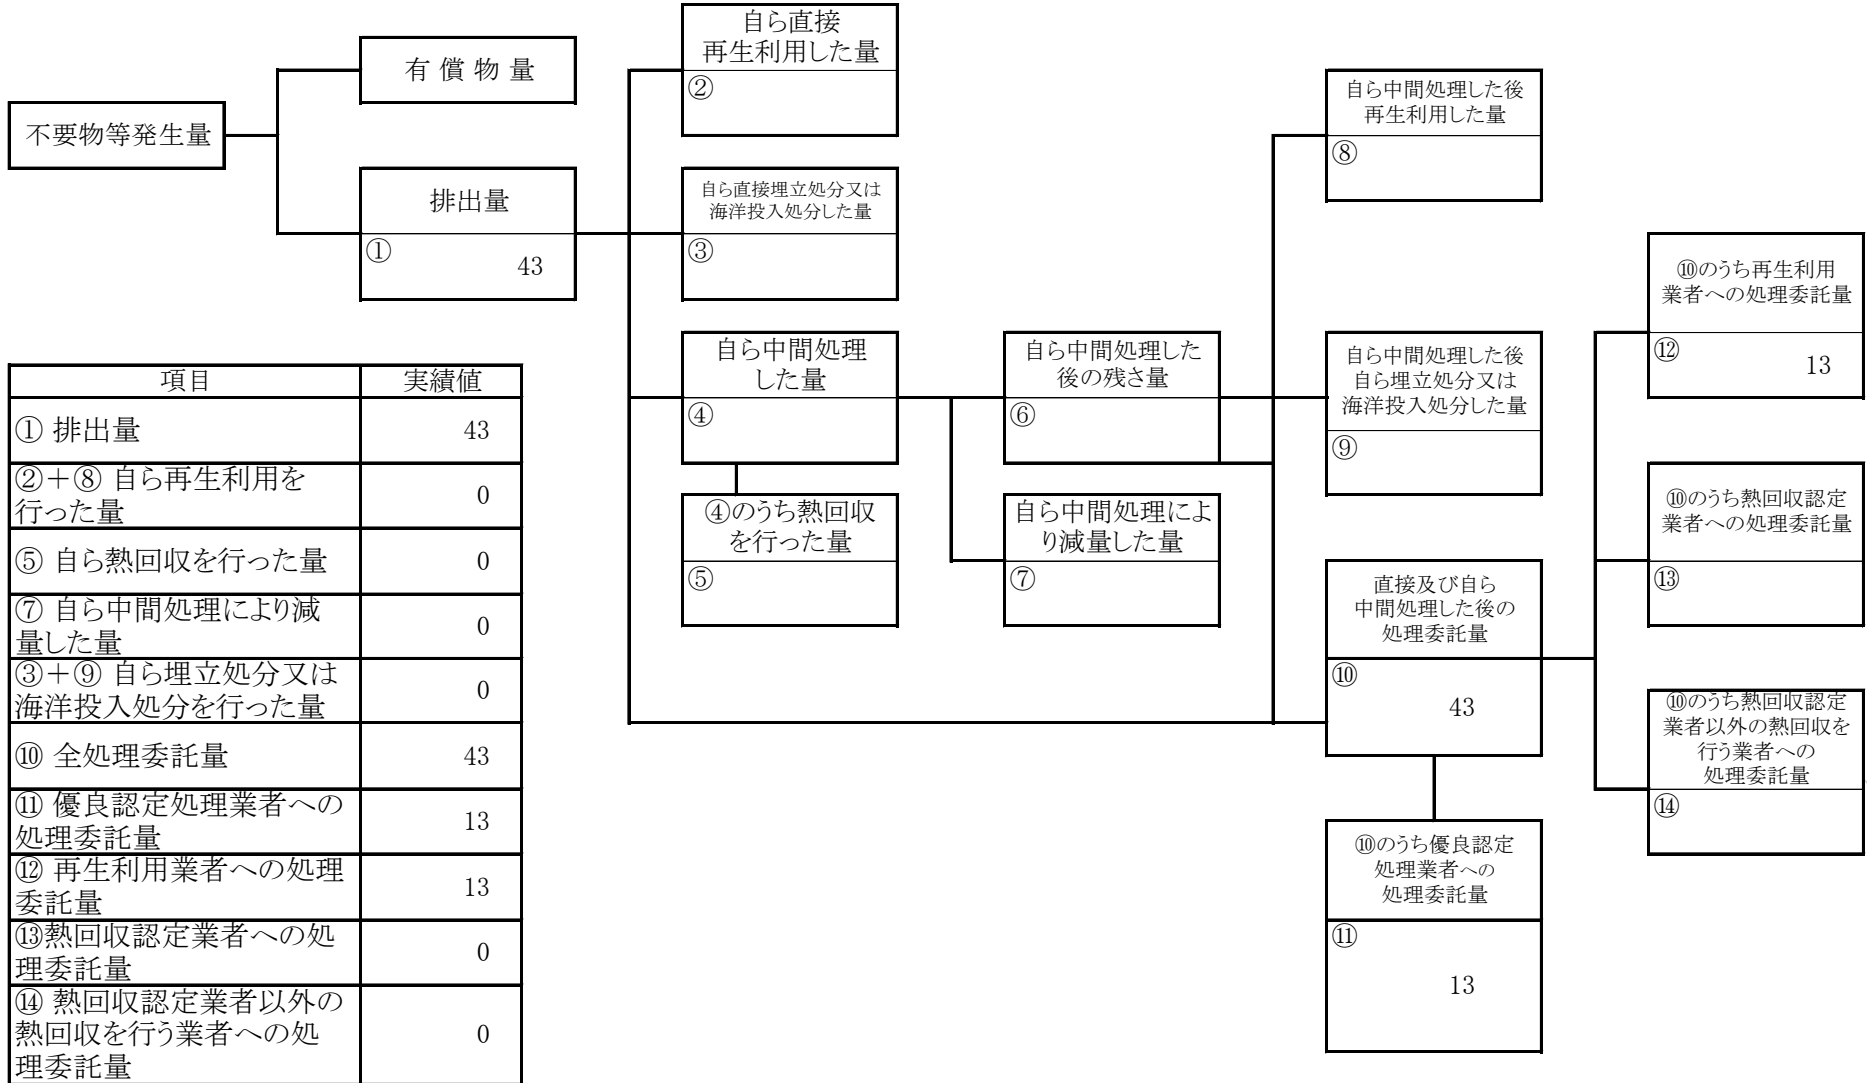 不要物等発生量
有 償 物 量
排出量
①
43
自ら直接
再生利用した量
②
自ら直接埋立処分又は
海洋投入処分した量
③
自ら中間処理
した量
④
④のうち熱回収
を行った量
⑤
自ら中間処理した
後の残さ量
⑥
自ら中間処理によ
り減量した量
⑦
自ら中間処理した後
再生利用した量
⑧
自ら中間処理した後
自ら埋立処分又は
海洋投入処分した量
⑨
直接及び自ら
中間処理した後の
処理委託量
⑩
43
⑩のうち優良認定
処理業者への
処理委託量
⑪
13
⑩のうち再生利用
業者への処理委託量
⑫
13
⑩のうち熱回収認定
業者への処理委託量
⑬
⑩のうち熱回収認定
業者以外の熱回収を
行う業者への
処理委託量
⑭
項目 実績値
① 排出量 43
②＋⑧ 自ら再生利用を
行った量 0
⑤ 自ら熱回収を行った量 0
⑦ 自ら中間処理により減
量した量 0
③＋⑨ 自ら埋立処分又は
海洋投入処分を行った量 0
⑩ 全処理委託量 43
⑪ 優良認定処理業者への
処理委託量 13
⑫ 再生利用業者への処理
委託量 13
⑬熱回収認定業者への処
理委託量 0
⑭ 熱回収認定業者以外の
熱回収を行う業者への処 0
理委託量